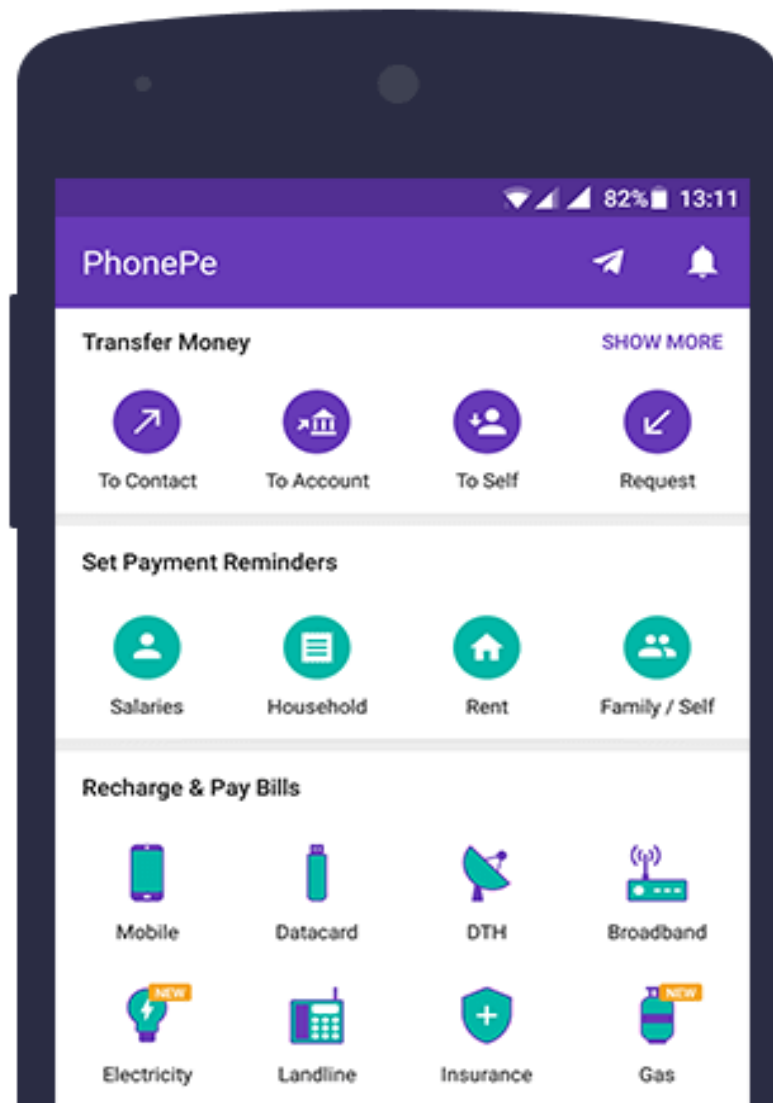 82% 13:11
PhonePe
Transfer Money SHOW MORE
To Contact To Account To Self Request
Set Payment Reminders
Salaries Household Rent Family / Self
Recharge & Pay Bills
Mobile Datacard DTH Broadband
NEW NEW
Electricity Landline Insurance Gas